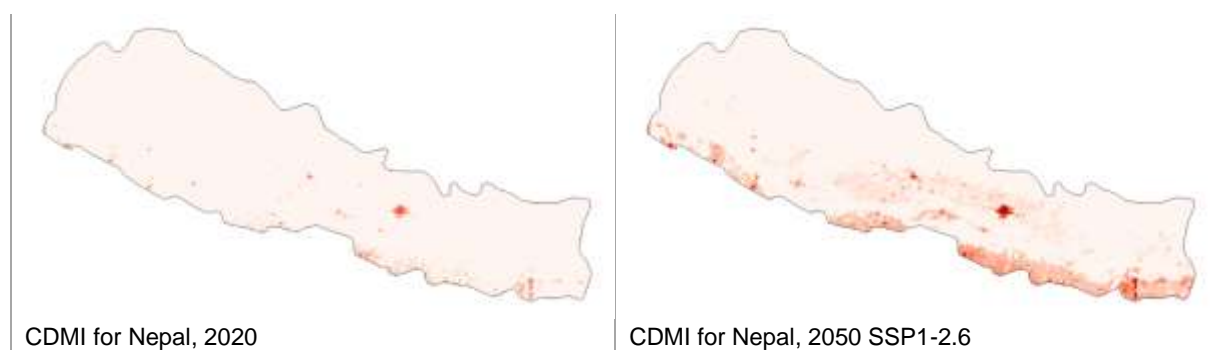 CDMI for Nepal, 2020
CDMI for Nepal, 2050 SSP1-2.6